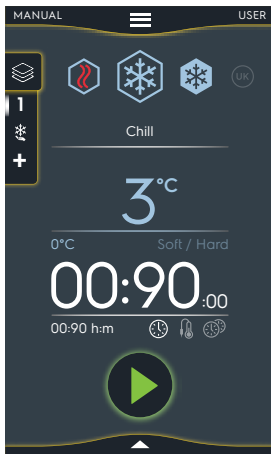 MANUAL USER
UK
1
+
Chill
3°C
0°C Soft / Hard
00:90:00
00:90 h:m